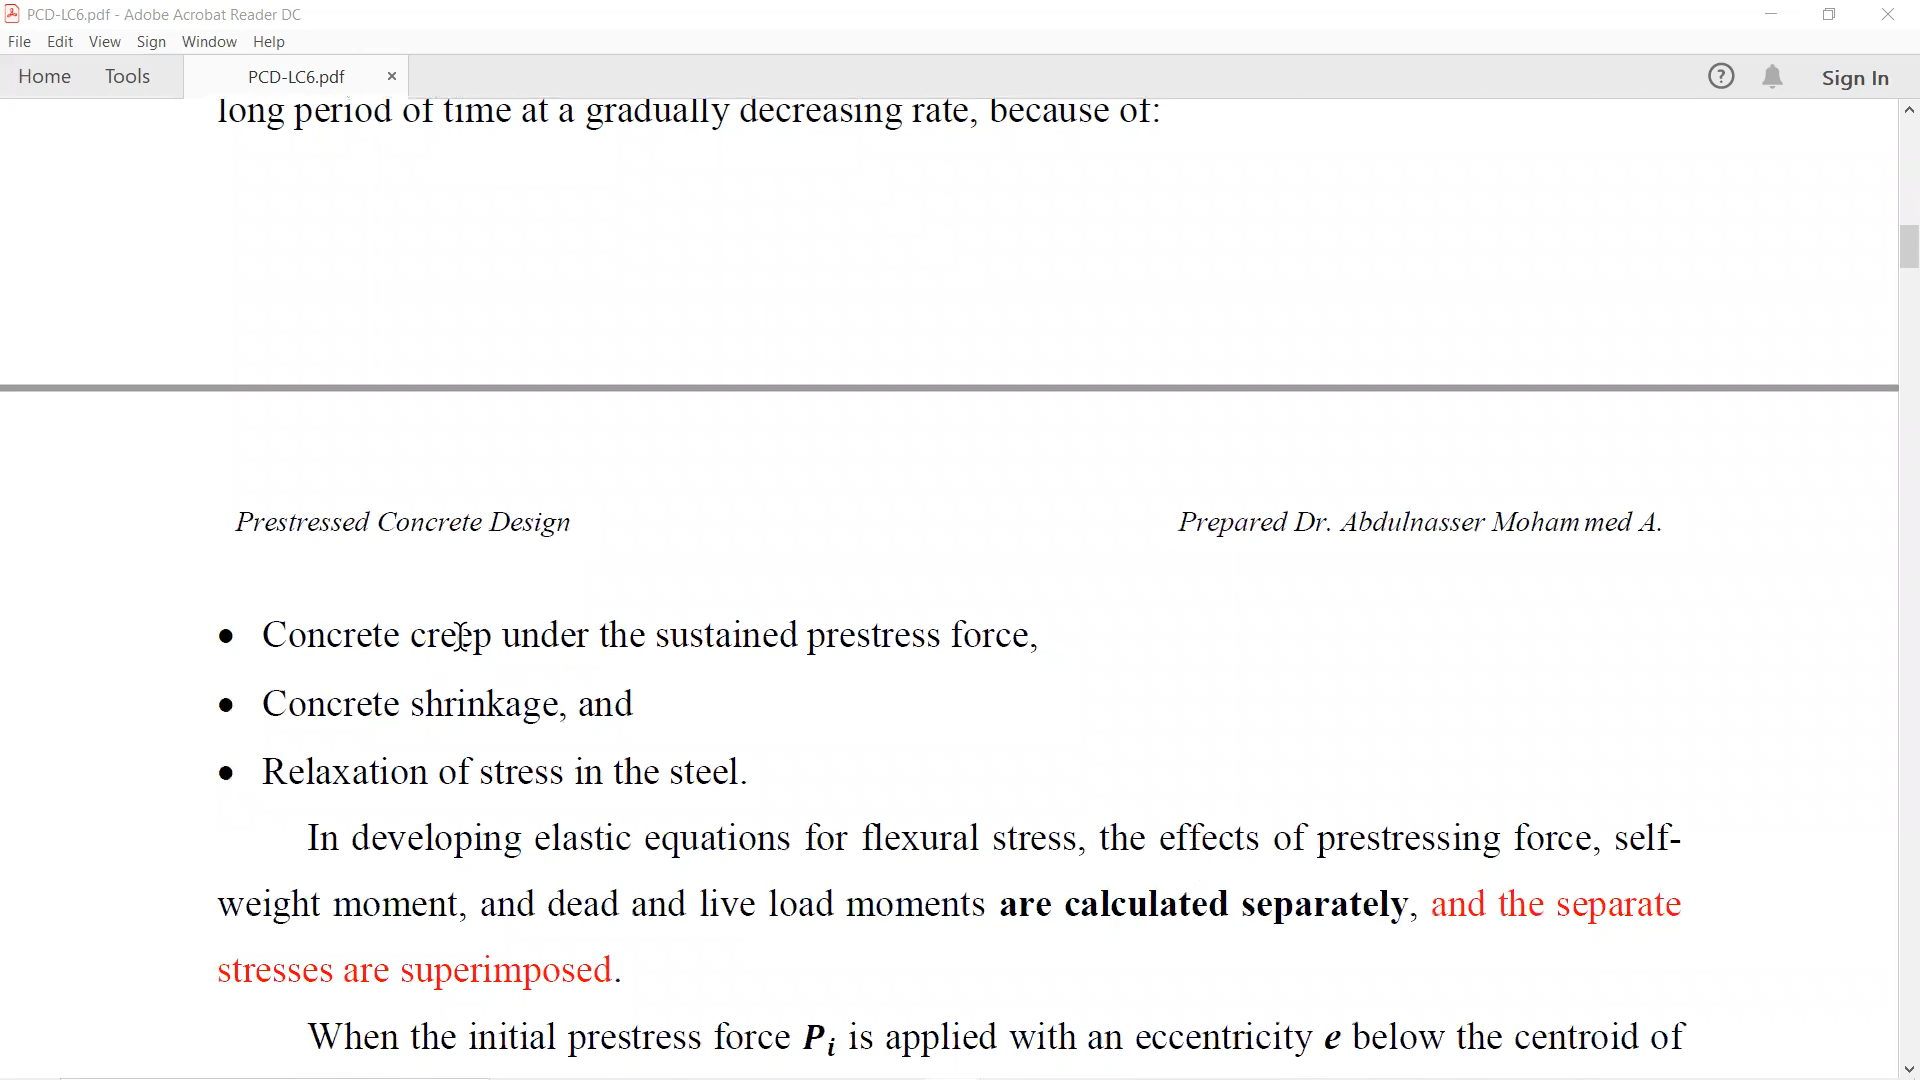 PCD-LC6.pdf - Adobe Acrobat Reader DC
File Edit View Sign Window Help
Home Tools PCD-LC6.pdf × ? Sign In
long period of time at a gradually decreasing rate, because of:
Prestressed Concrete Design Prepared Dr. Abdulnasser Mohammed A.
• Concrete creep under the sustained prestress force,
• Concrete shrinkage, and
• Relaxation of stress in the steel.
In developing elastic equations for flexural stress, the effects of prestressing force, self-
weight moment, and dead and live load moments are calculated separately, and the separate
stresses are superimposed.
When the initial prestress force Pᵢ is applied with an eccentricity e below the centroid of